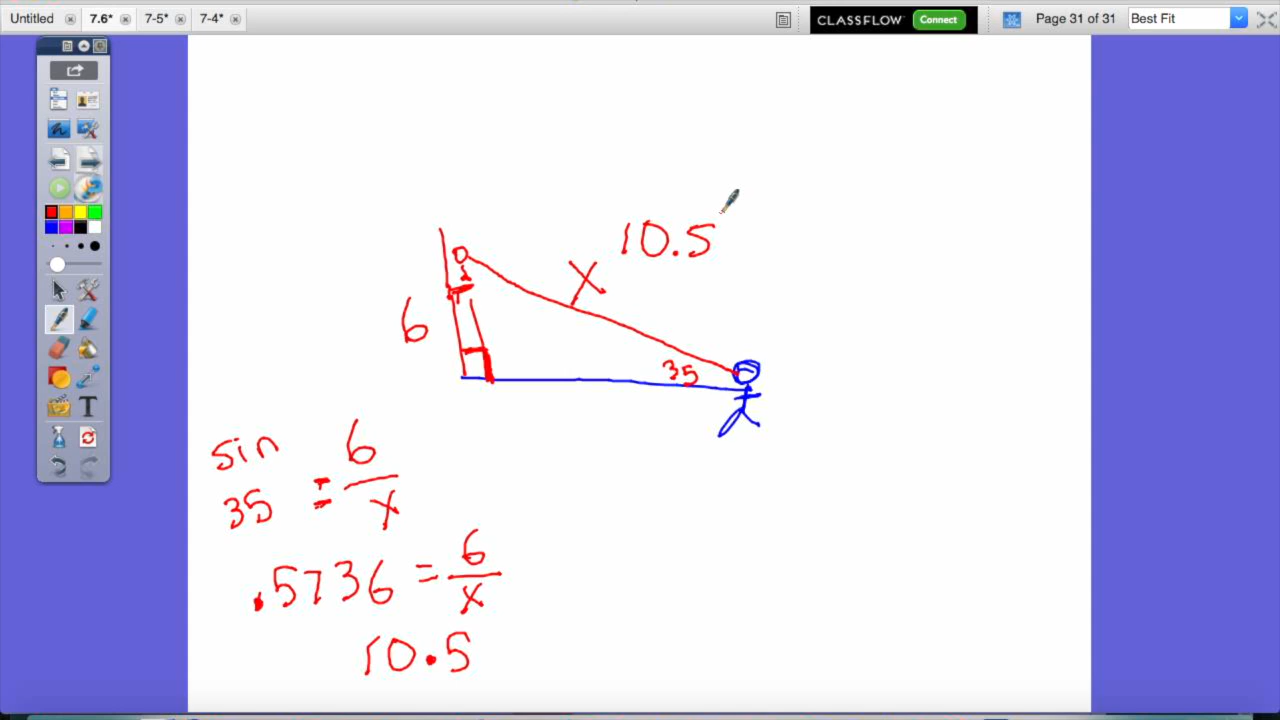 Untitled 7.6* 7-5* 7-4* CLASSFLOW Connect Page 31 of 31 Best Fit
10.5
x
6
35
sin 35 = 6/x
.5736 = 6/x
10.5
T